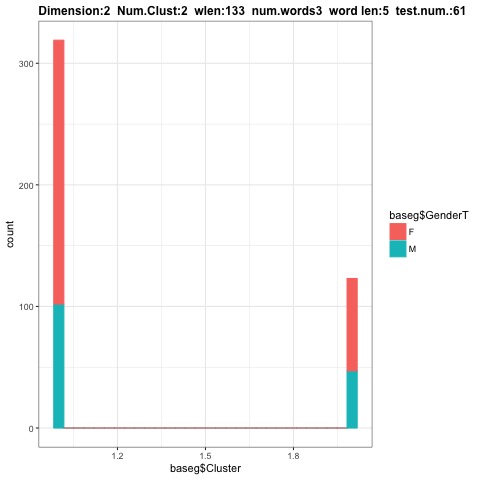 Dimension:2 Num.Clust:2 wlen:133 num.words3 word len:5 test.num.:61
300
200
100
0
count
1.2 1.5 1.8
baseg$Cluster
baseg$GenderT
F
M